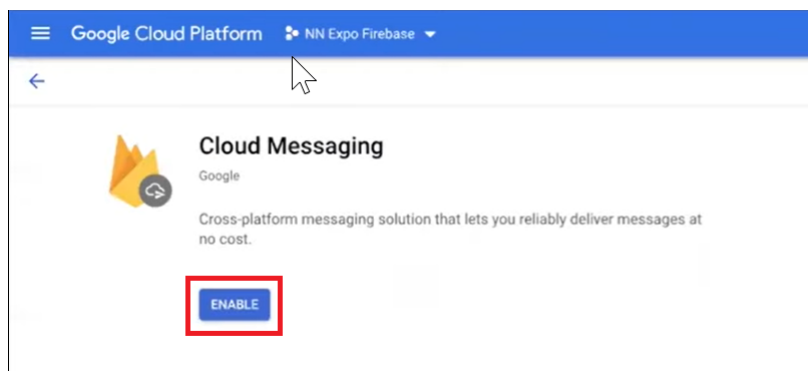 Google Cloud Platform NN Expo Firebase
Cloud Messaging
Google
Cross-platform messaging solution that lets you reliably deliver messages at
no cost.
ENABLE